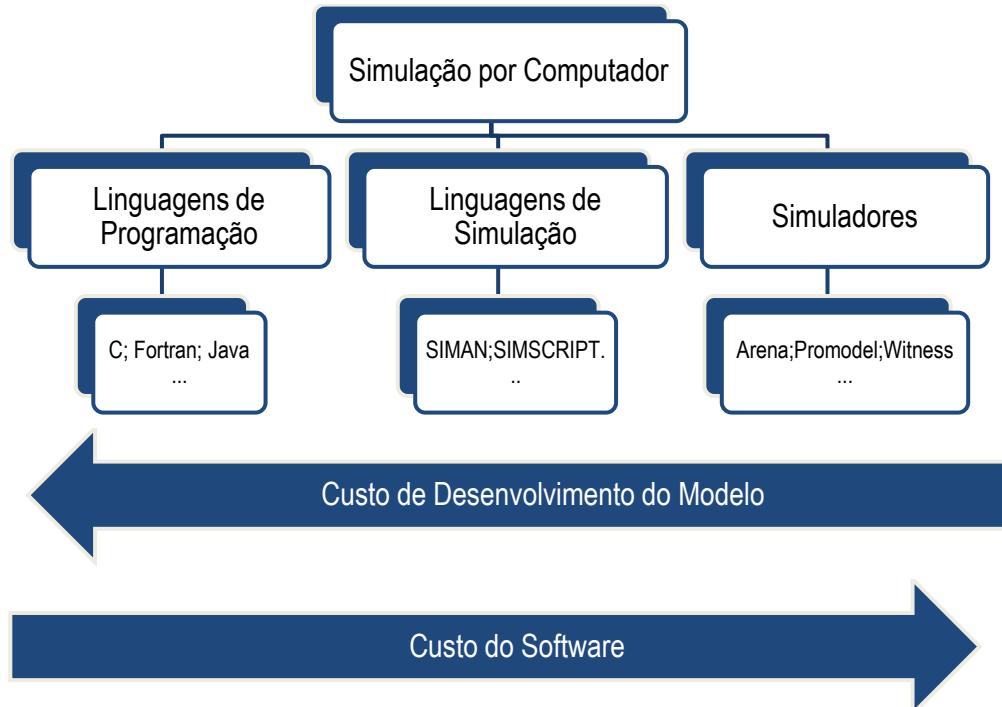 Simulação por Computador
Linguagens de
Programação
Linguagens de
Simulação
Simuladores
C; Fortran; Java
...
SIMAN;SIMSCRIPT.
..
Arena;Promodel;Witness
...
Custo de Desenvolvimento do Modelo
Custo do Software